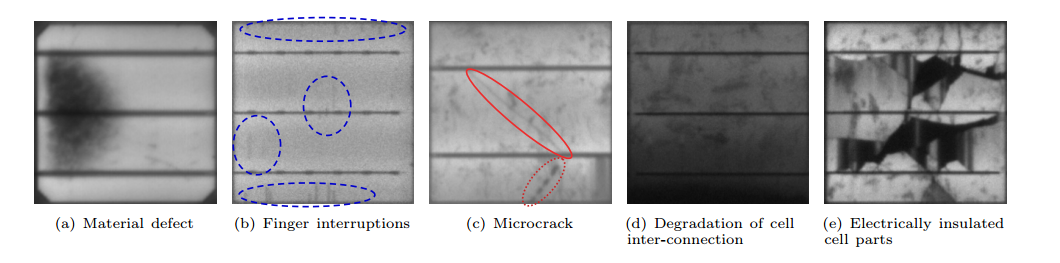 (a) Material defect
(b) Finger interruptions
(c) Microcrack
(d) Degradation of cell
inter-connection
(e) Electrically insulated
cell parts